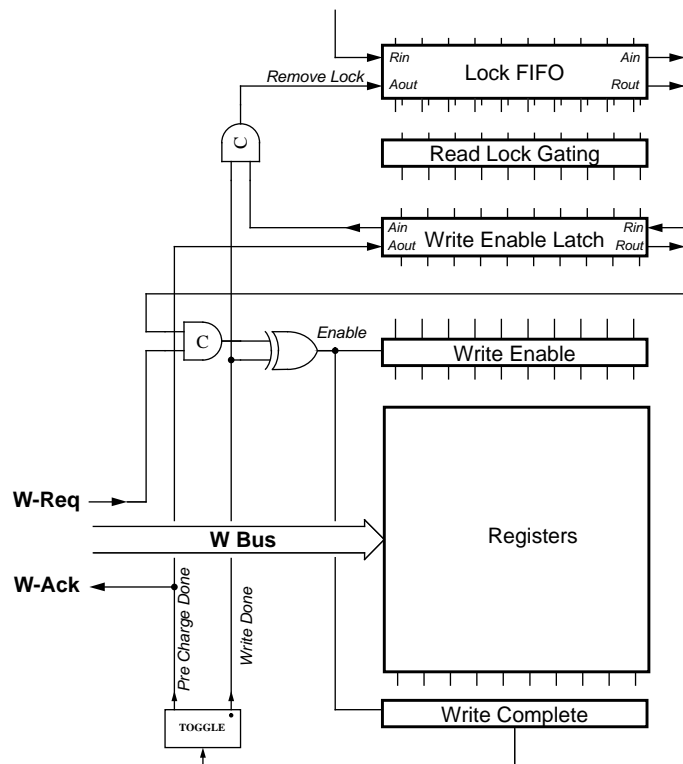 Rin
Ain
Lock FIFO
Remove Lock
Aout
Rout
C
Read Lock Gating
Ain
Rin
Write Enable Latch
Aout
Rout
Enable
C
Write Enable
W-Req
W Bus
Registers
W-Ack
Pre Charge Done
Write Done
TOGGLE
Write Complete